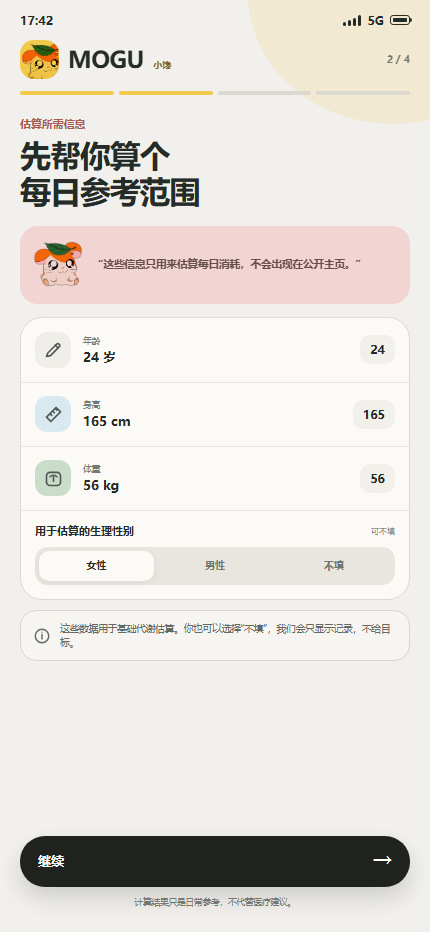 17:42
5G
MOGU 小馋
2 / 4
估算所需信息
先帮你算个
每日参考范围
“这些信息只用来估算每日消耗，不会出现在公开主页。”
年龄
24 岁
24
身高
165 cm
165
体重
56 kg
56
用于估算的生理性别
可不填
女性
男性
不填
这些数据用于基础代谢估算。你也可以选择“不填”，我们会只显示记录，不给目
标。
继续
计算结果只是日常参考，不代替医疗建议。